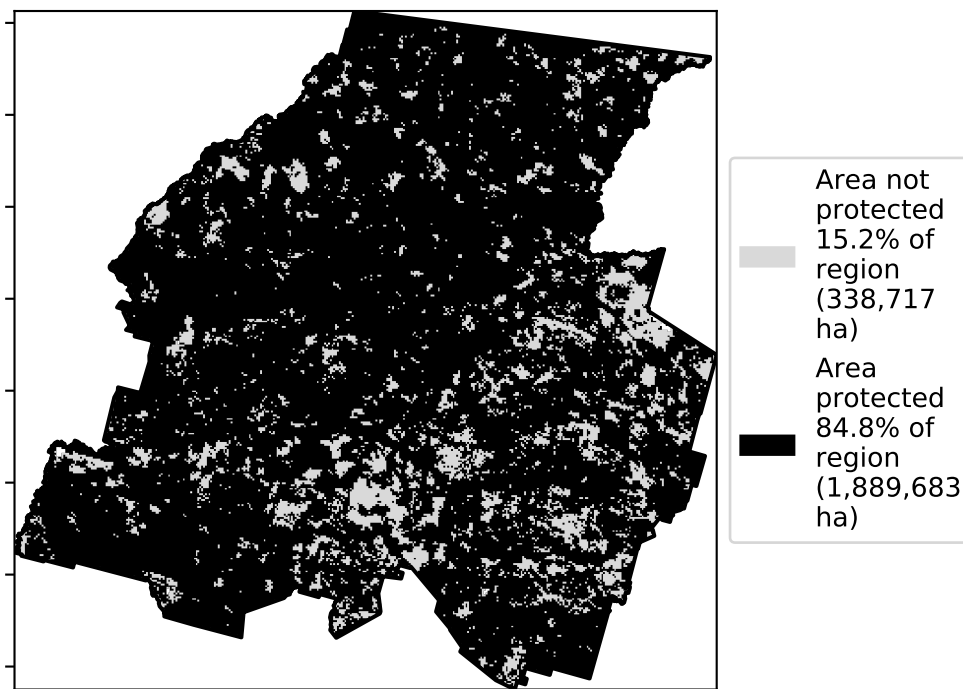 Area not
protected
15.2% of
region
(338,717
ha)
Area
protected
84.8% of
region
(1,889,683
ha)